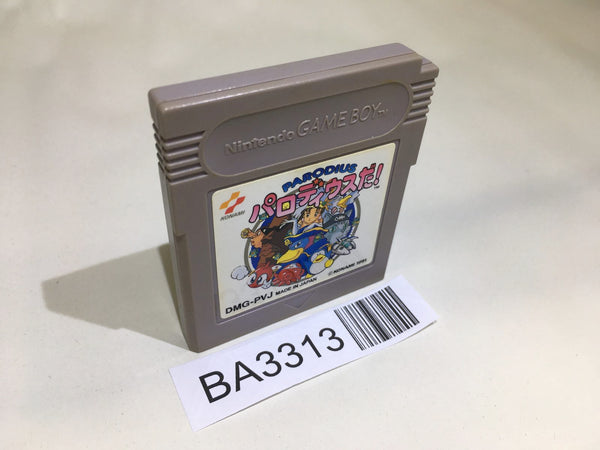 Nintendo GAME BOY TM
PARODIUS
パロディウスだ!
KONAMI
© KONAMI 1991
DMG-PVJ MADE IN JAPAN
BA3313